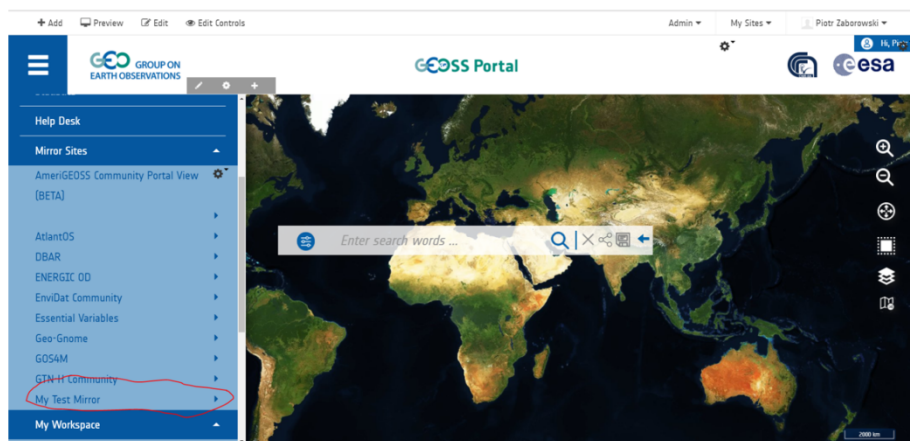 Add Preview Edit Edit Controls Admin My Sites Piotr Zaborowski
Hi,
GEO GROUP ON
EARTH OBSERVATIONS
GEOSS Portal
esa
Help Desk
Mirror Sites
AmeriGEOSS Community Portal View
(BETA)
AtlantOS
DBAR
ENERGIC OD
EnviDat Community
Essential Variables
Geo-Gnome
GOS4M
GTN-H Community
My Test Mirror
My Workspace
Enter search words ...
2000 km